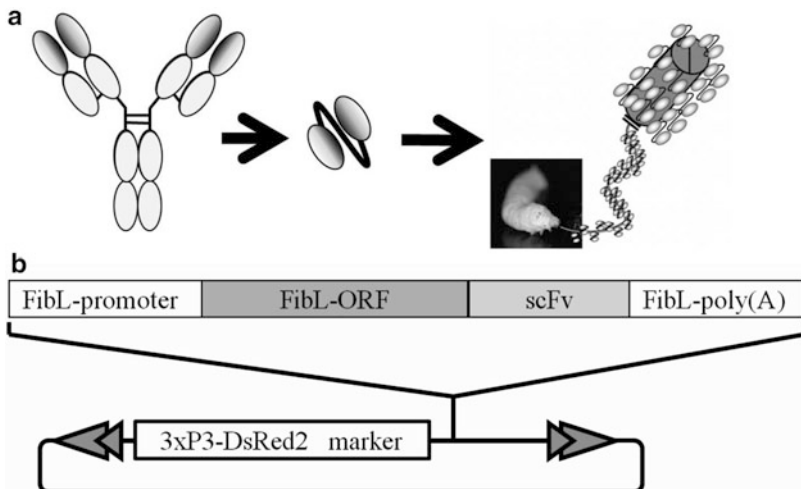 a
b
FibL-promoter FibL-ORF scFv FibL-poly(A)
3xP3-DsRed2 marker